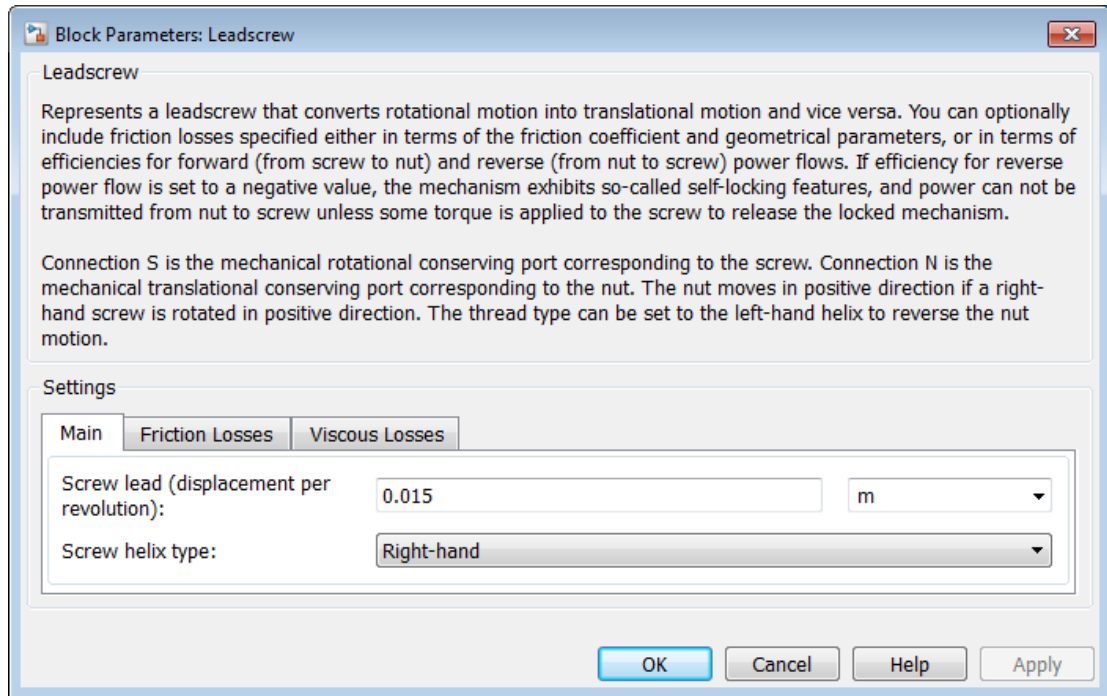 Block Parameters: Leadscrew
Leadscrew
Represents a leadscrew that converts rotational motion into translational motion and vice versa. You can optionally
include friction losses specified either in terms of the friction coefficient and geometrical parameters, or in terms of
efficiencies for forward (from screw to nut) and reverse (from nut to screw) power flows. If efficiency for reverse
power flow is set to a negative value, the mechanism exhibits so-called self-locking features, and power can not be
transmitted from nut to screw unless some torque is applied to the screw to release the locked mechanism.
Connection S is the mechanical rotational conserving port corresponding to the screw. Connection N is the
mechanical translational conserving port corresponding to the nut. The nut moves in positive direction if a right-
hand screw is rotated in positive direction. The thread type can be set to the left-hand helix to reverse the nut
motion.
Settings
Main Friction Losses Viscous Losses
Screw lead (displacement per
revolution): 0.015 m
Screw helix type: Right-hand
OK Cancel Help Apply